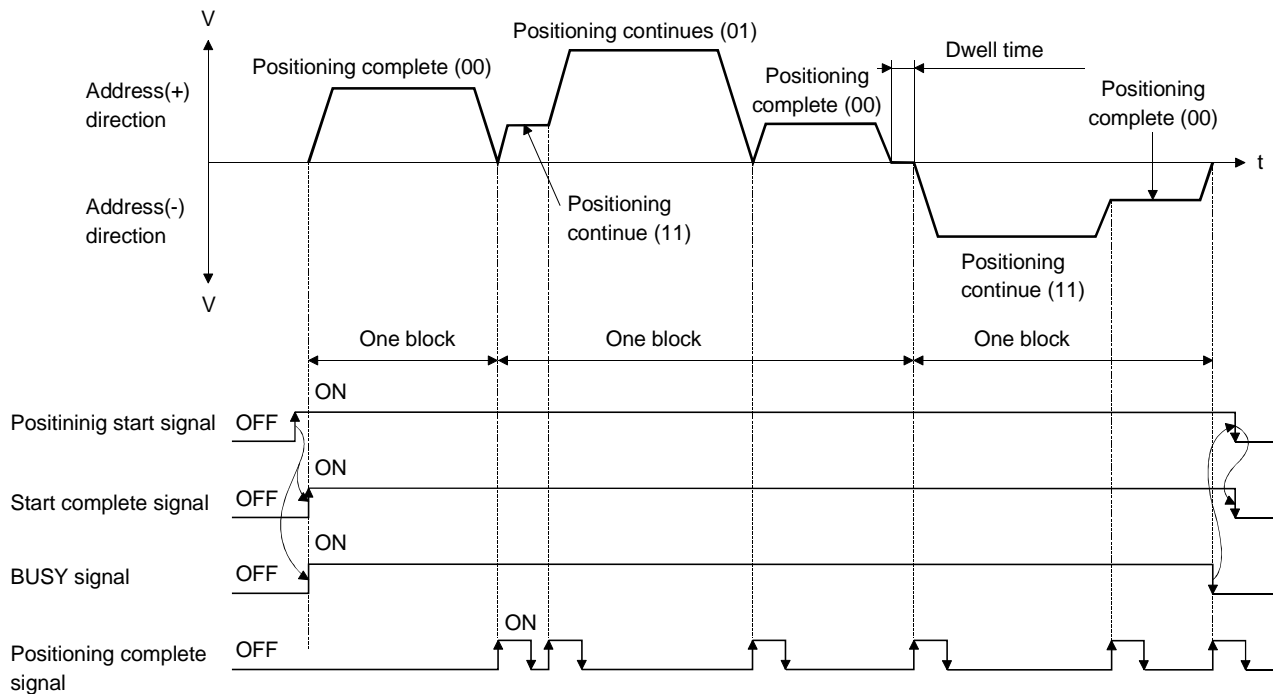 V
Positioning continues (01)
Positioning complete (00)
Dwell time
Address(+)
direction
Positioning
complete (00)
Positioning
complete (00)
t
Address(-)
direction
Positioning
continue (11)
Positioning
continue (11)
V
One block
One block
One block
ON
Positininig start signal
OFF
ON
Start complete signal
OFF
ON
BUSY signal
OFF
ON
Positioning complete
signal
OFF